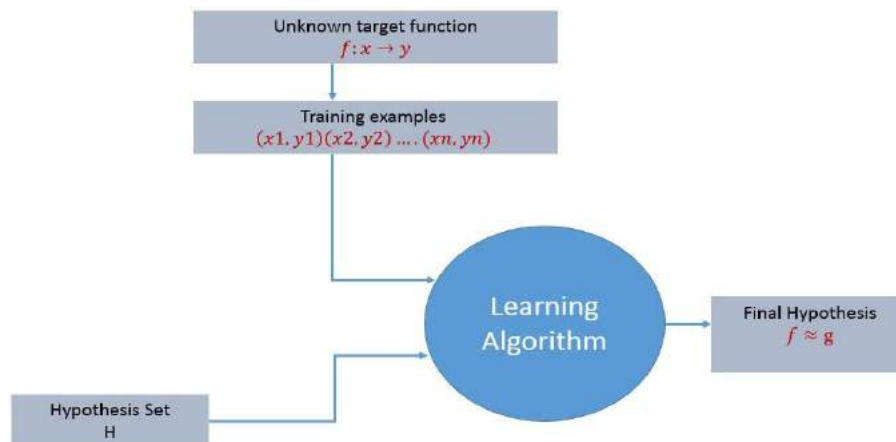 Unknown target function
f: x → y
Training examples
(x1, y1)(x2, y2) .... (xn, yn)
Learning
Algorithm
Final Hypothesis
f ≈ g
Hypothesis Set
H